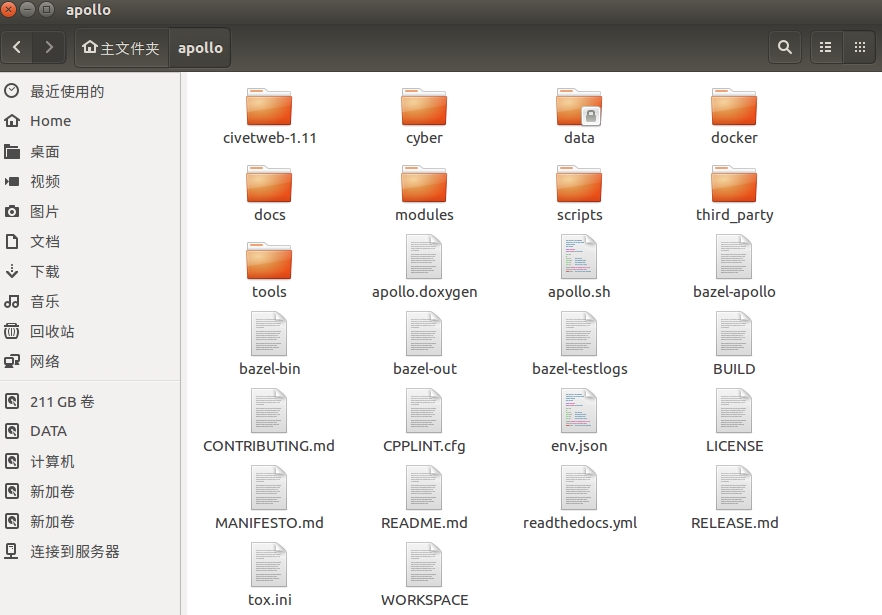 apollo
主文件夹 apollo
最近使用的
Home
桌面
视频
图片
文档
下载
音乐
回收站
网络
211 GB 卷
DATA
计算机
新加卷
新加卷
连接到服务器
civetweb-1.11 cyber data docker
docs modules scripts third_party
tools apollo.doxygen apollo.sh bazel-apollo
bazel-bin bazel-out bazel-testlogs BUILD
CONTRIBUTING.md CPPLINT.cfg env.json LICENSE
MANIFESTO.md README.md readthedocs.yml RELEASE.md
tox.ini WORKSPACE